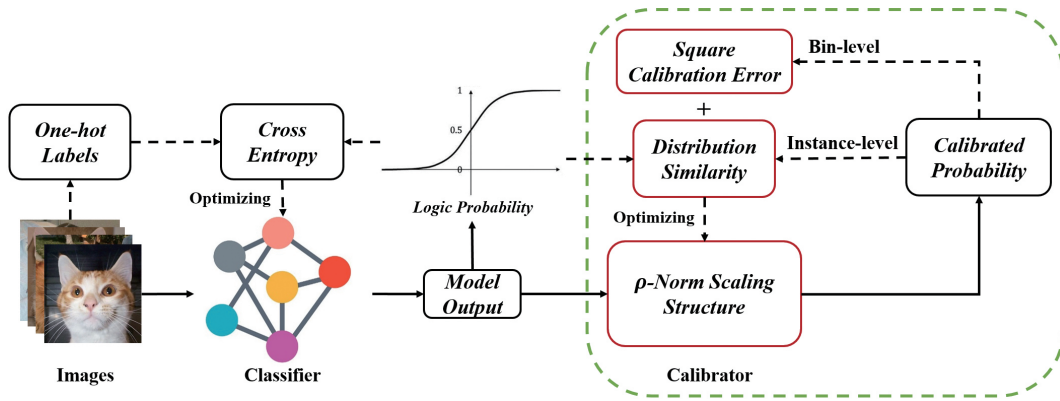 Square
Calibration Error
Bin-level
+
One-hot
Labels
Cross
Entropy
1
0.5
0
Distribution
Similarity
Instance-level
Calibrated
Probability
Optimizing
Logic Probability
Optimizing
Model
Output
ρ-Norm Scaling
Structure
Images
Classifier
Calibrator